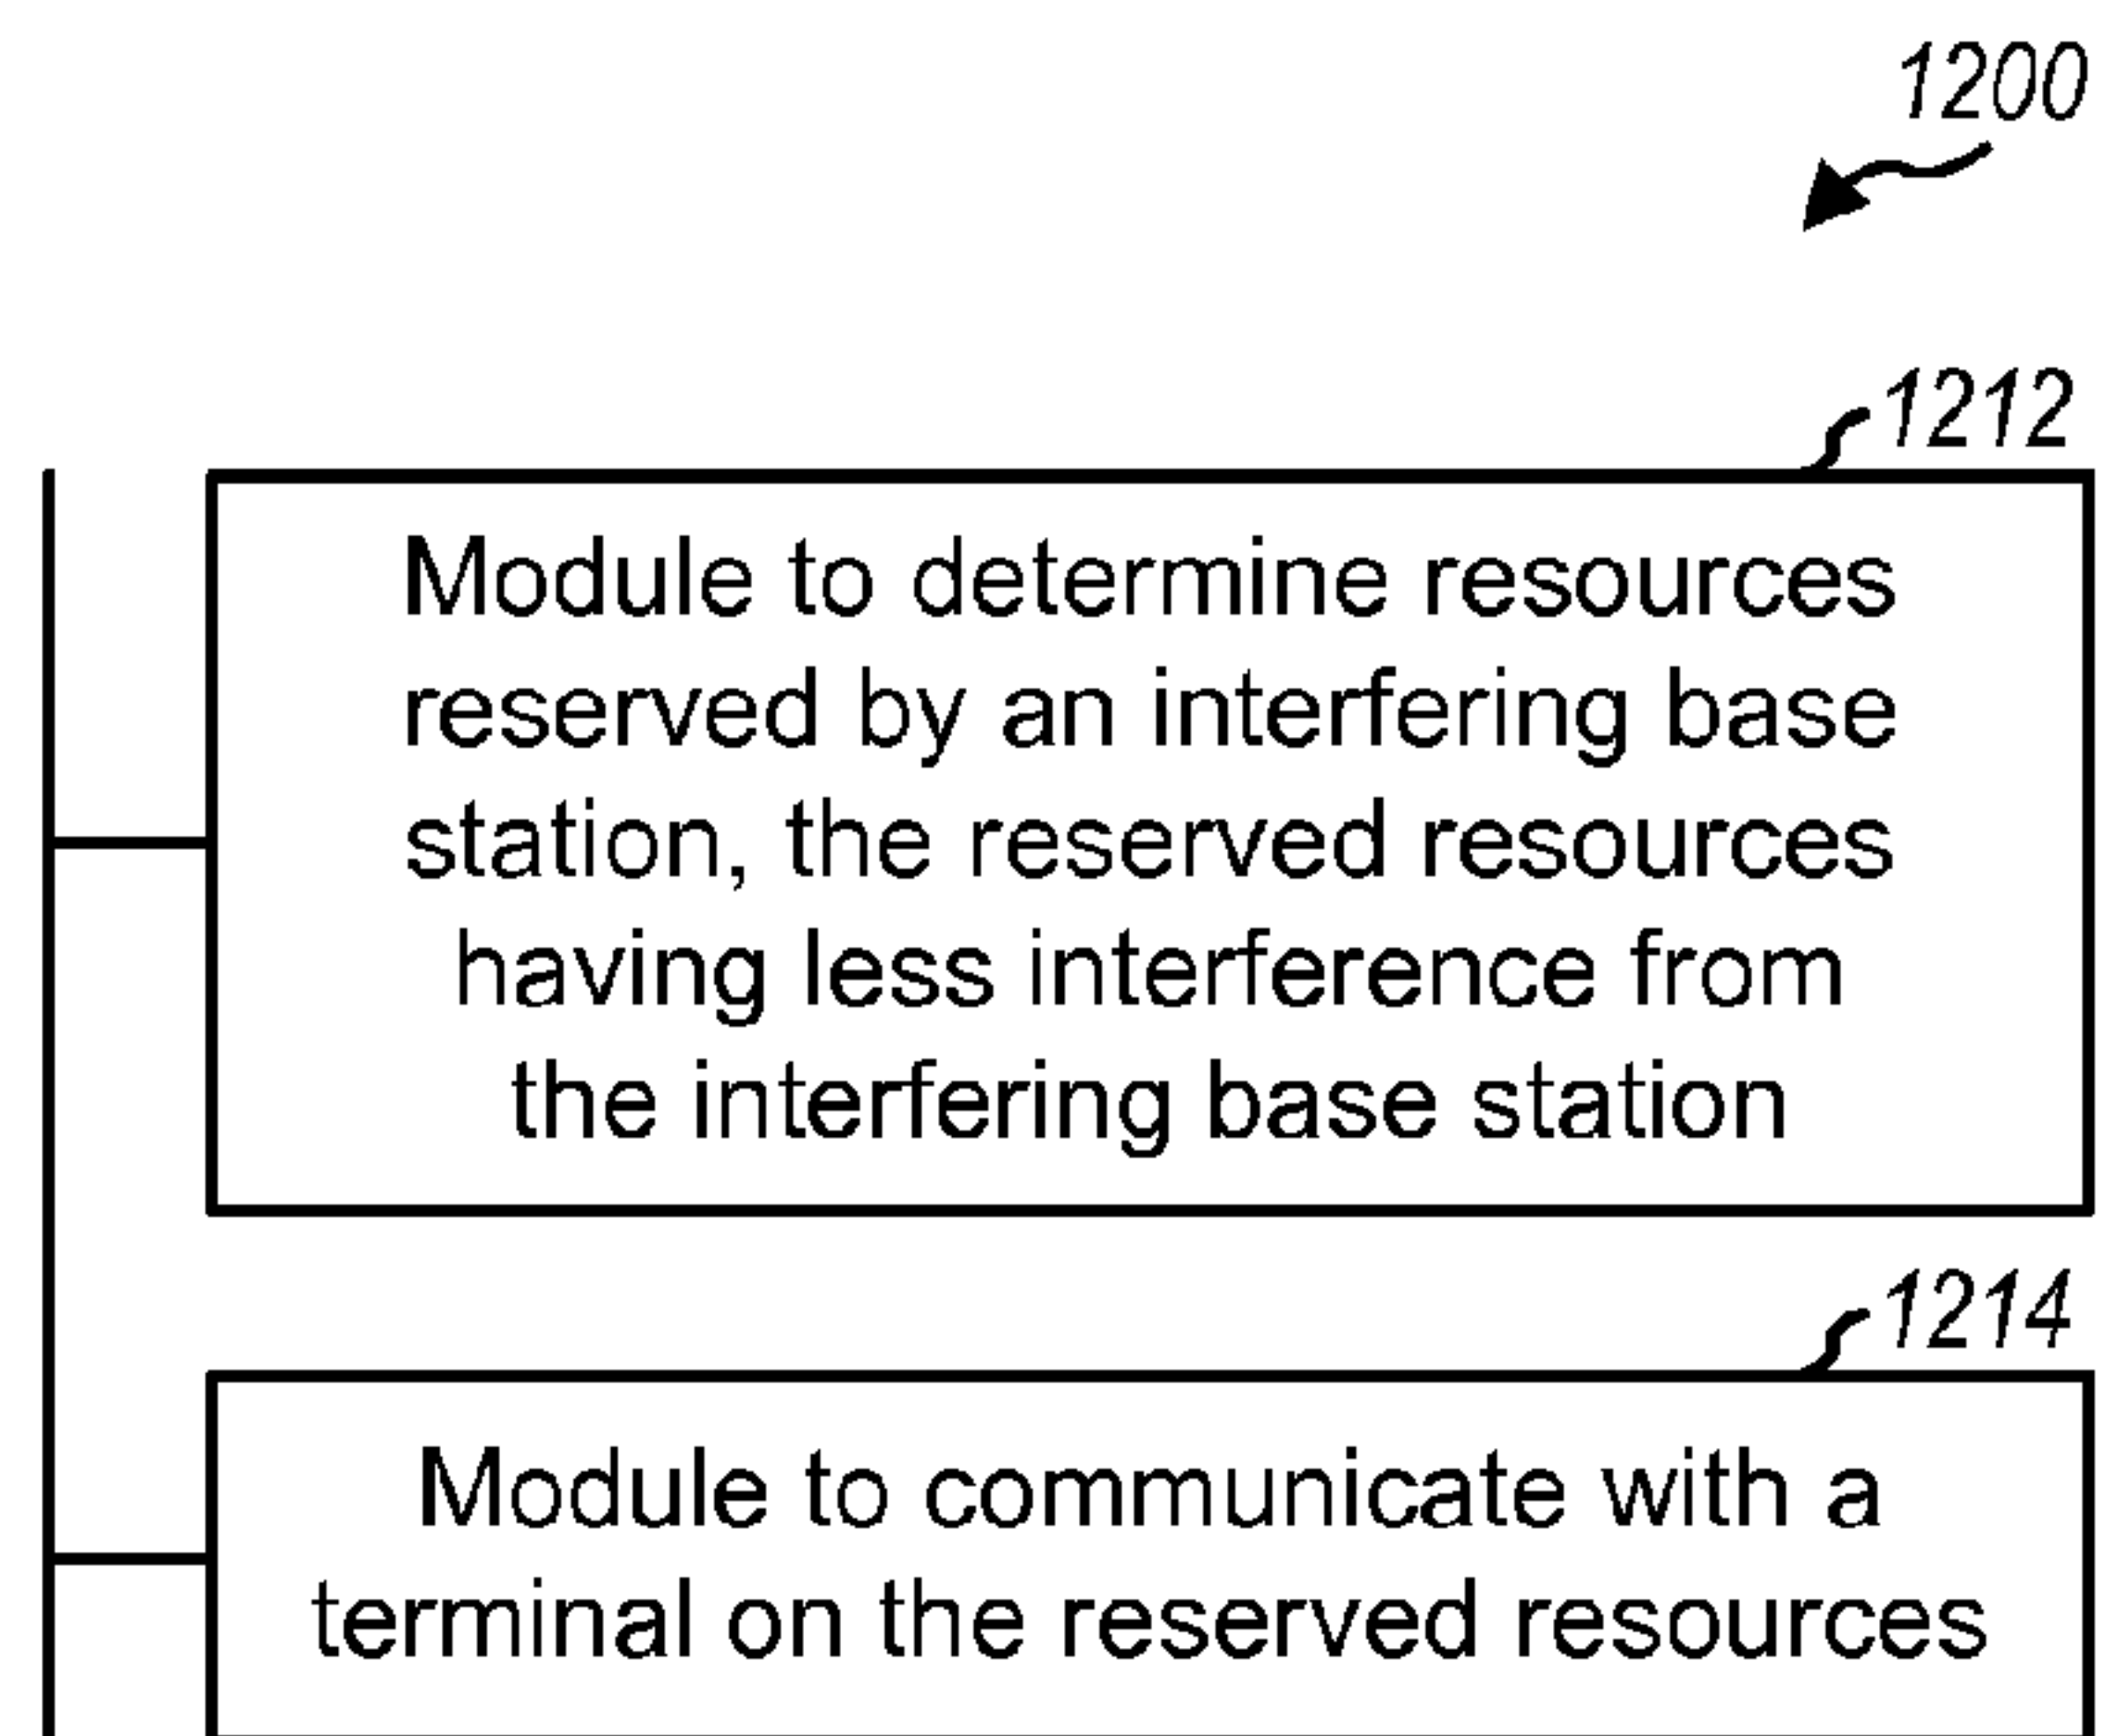 1200
1212
Module to determine resources
reserved by an interfering base
station, the reserved resources
having less interference from
the interfering base station
1214
Module to communicate with a
terminal on the reserved resources